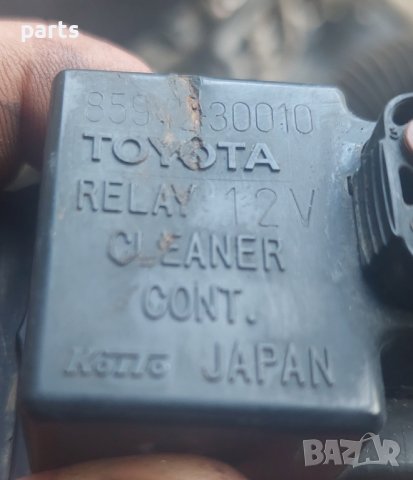 parts
TOYOTA
RELAY 12V
CLEANER
CONT.
JAPAN
BAZAR